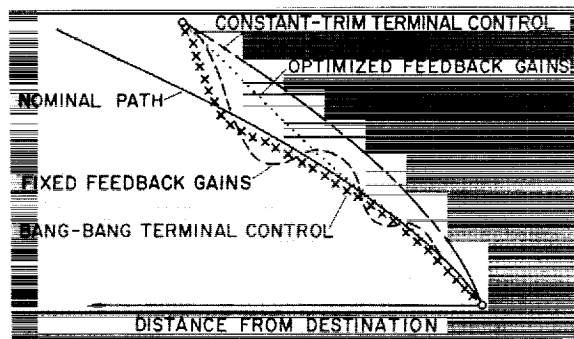 CONSTANT-TRIM TERMINAL CONTROL
OPTIMIZED FEEDBACK GAINS
NOMINAL PATH
FIXED FEEDBACK GAINS
BANG-BANG TERMINAL CONTROL
DISTANCE FROM DESTINATION